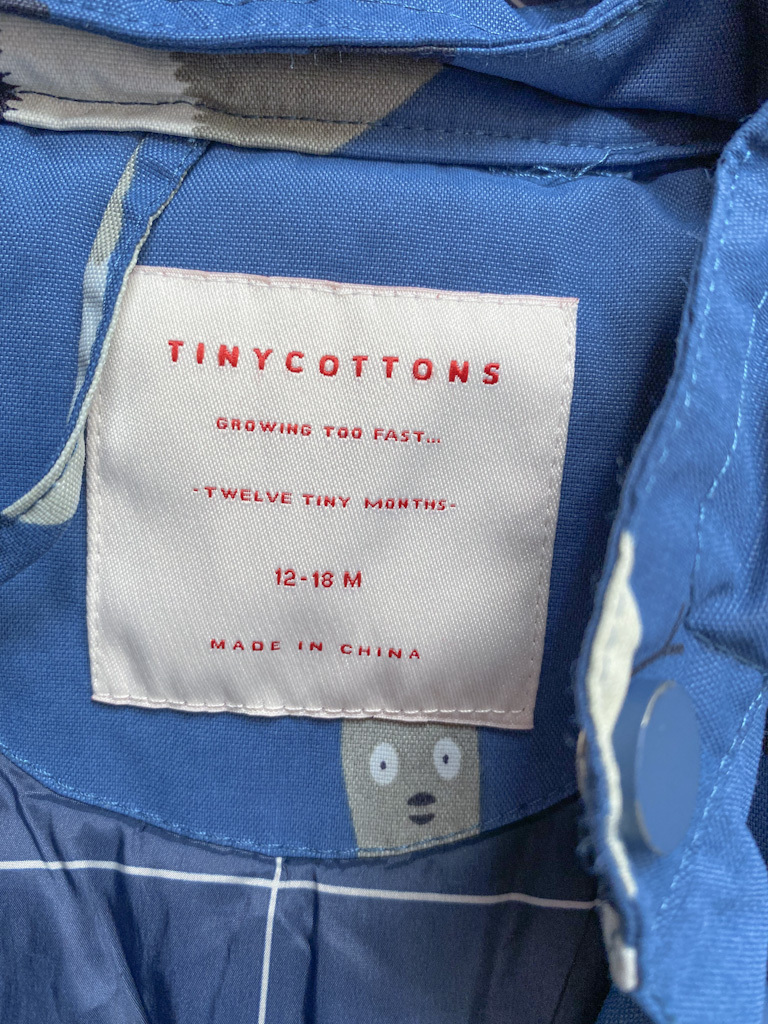 TINYCOTTONS
GROWING TOO FAST...
-TWELVE TINY MONTHS-
12-18 M
MADE IN CHINA